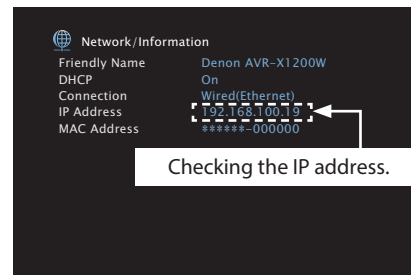 Network/Information
Friendly Name Denon AVR-X1200W
DHCP On
Connection Wired(Ethernet)
IP Address 192.168.100.19
MAC Address ******-000000
Checking the IP address.